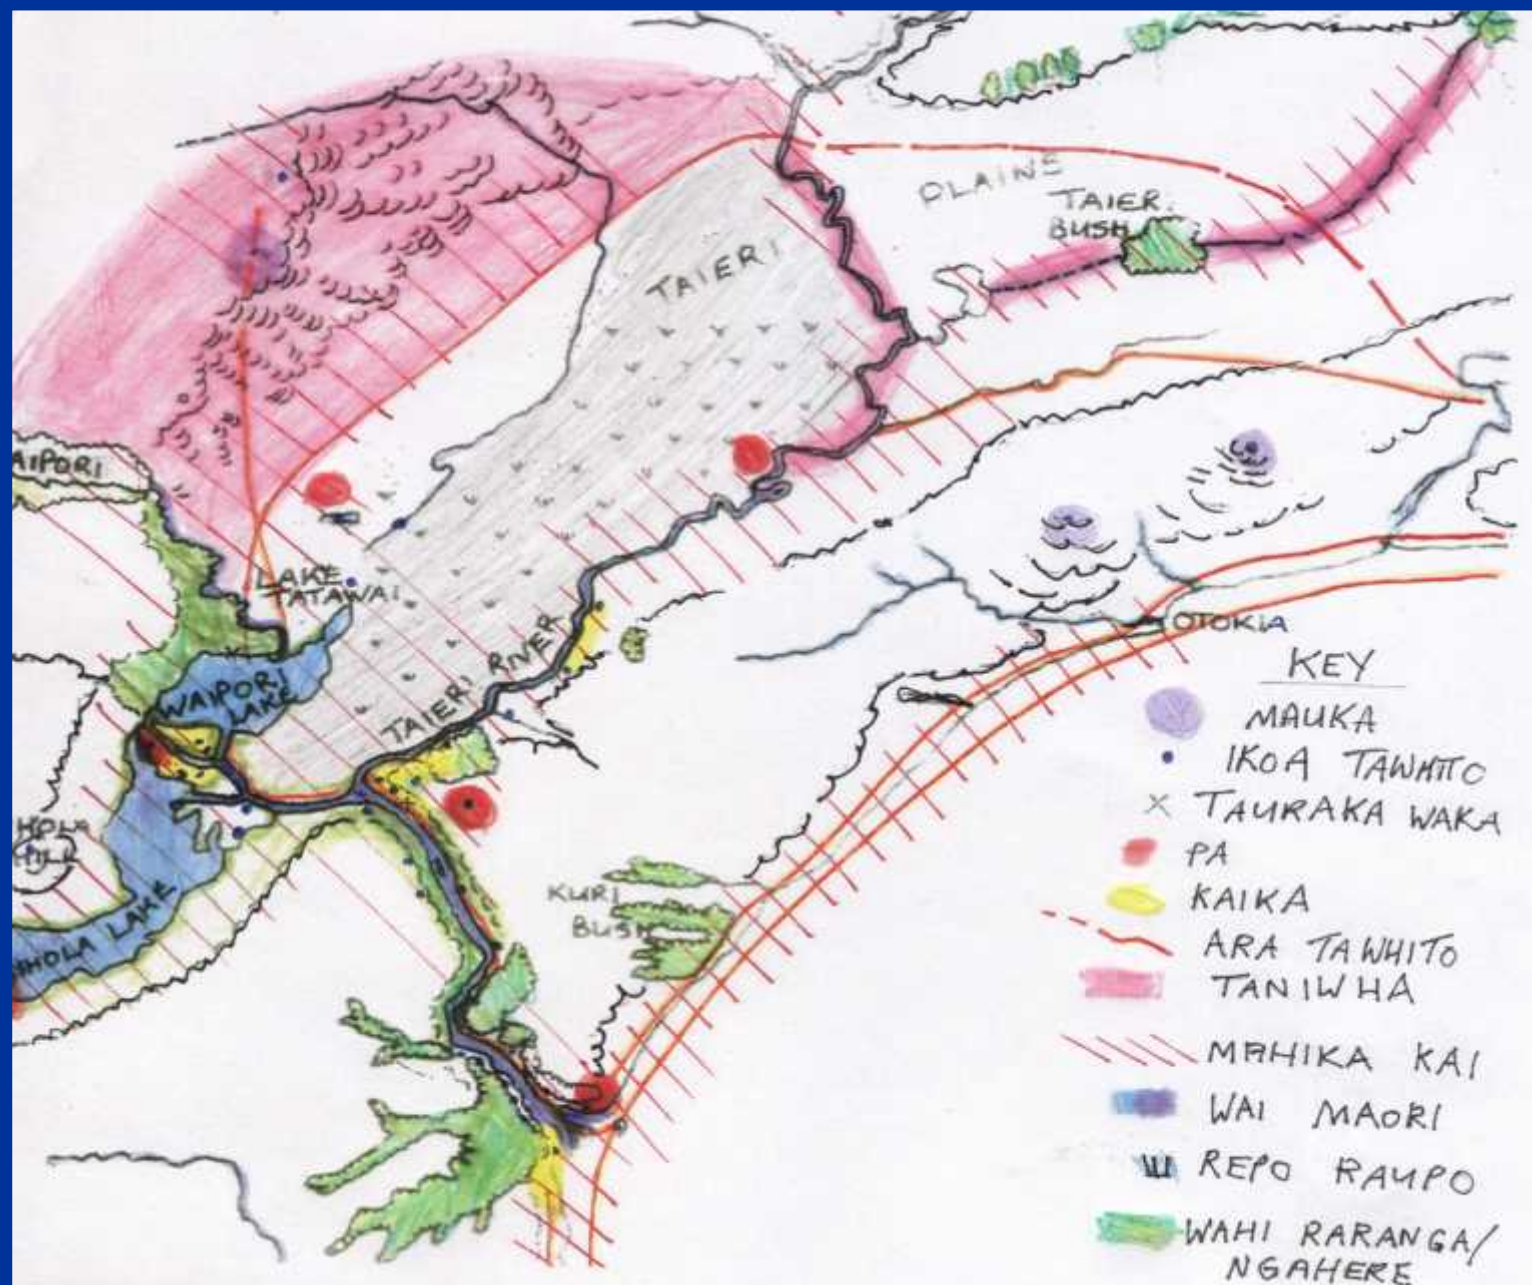 PLAINS
TAIER.
BUSH
TAIERI
AIPORI
LAKE
TATAWAI
TAIERI RIVER
WAIPORI
LAKE
OTOKIA
HOLA LAKE
KURI
BUSH
KEY
MAUKA
IKOA TAWHITO
X TAURAKA WAKA
PA
KAIKA
ARA TAWHITO
TANIWHA
MAHIKA KAI
WAI MAORI
REPO RAUPO
WAHI RARANGA/
NGAHERE